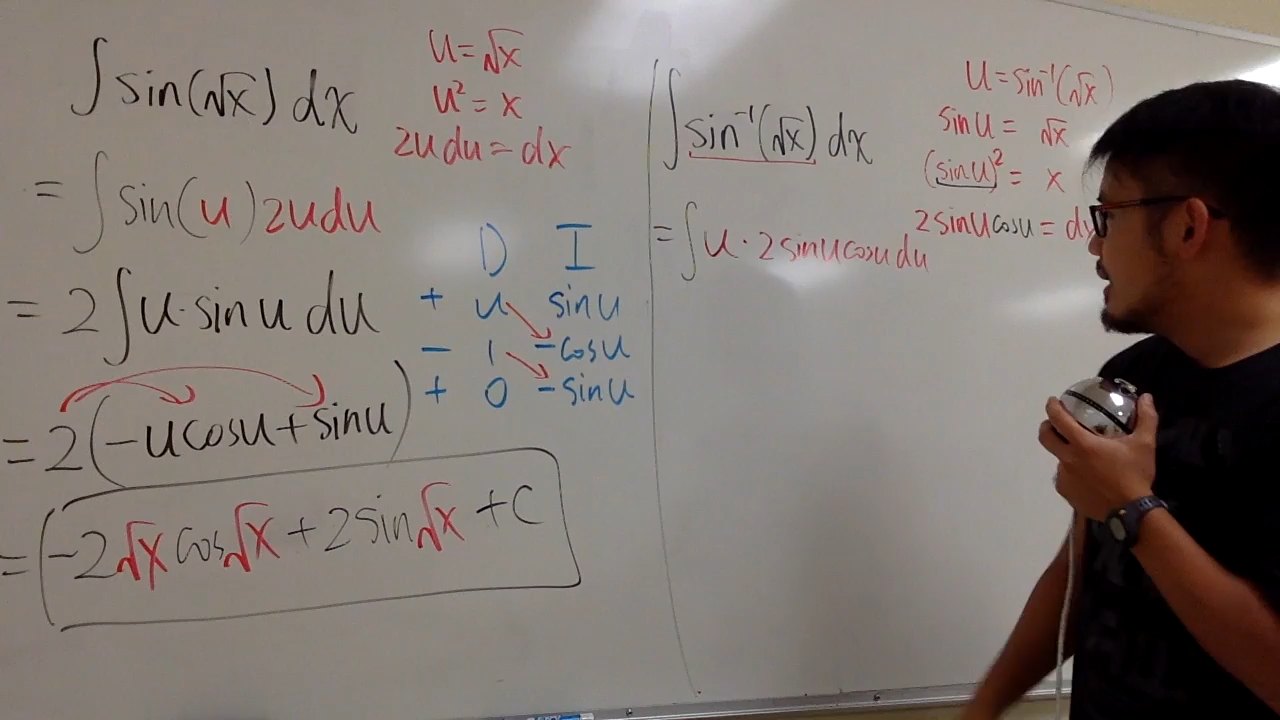 ∫ sin(√x) dx
= ∫ sin(u) 2u du
= 2 ∫ u · sin u du
= 2(-u cos u + sin u)
= -2√x cos√x + 2 sin√x + C
u = √x
u² = x
2u du = dx
D I
+ u sin u
- 1 -cos u
+ 0 -sin u
∫ sin⁻¹(√x) dx
= ∫ u · 2 sin u cos u du
u = sin⁻¹(√x)
sin u = √x
(sin u)² = x
2 sin u cos u = dx